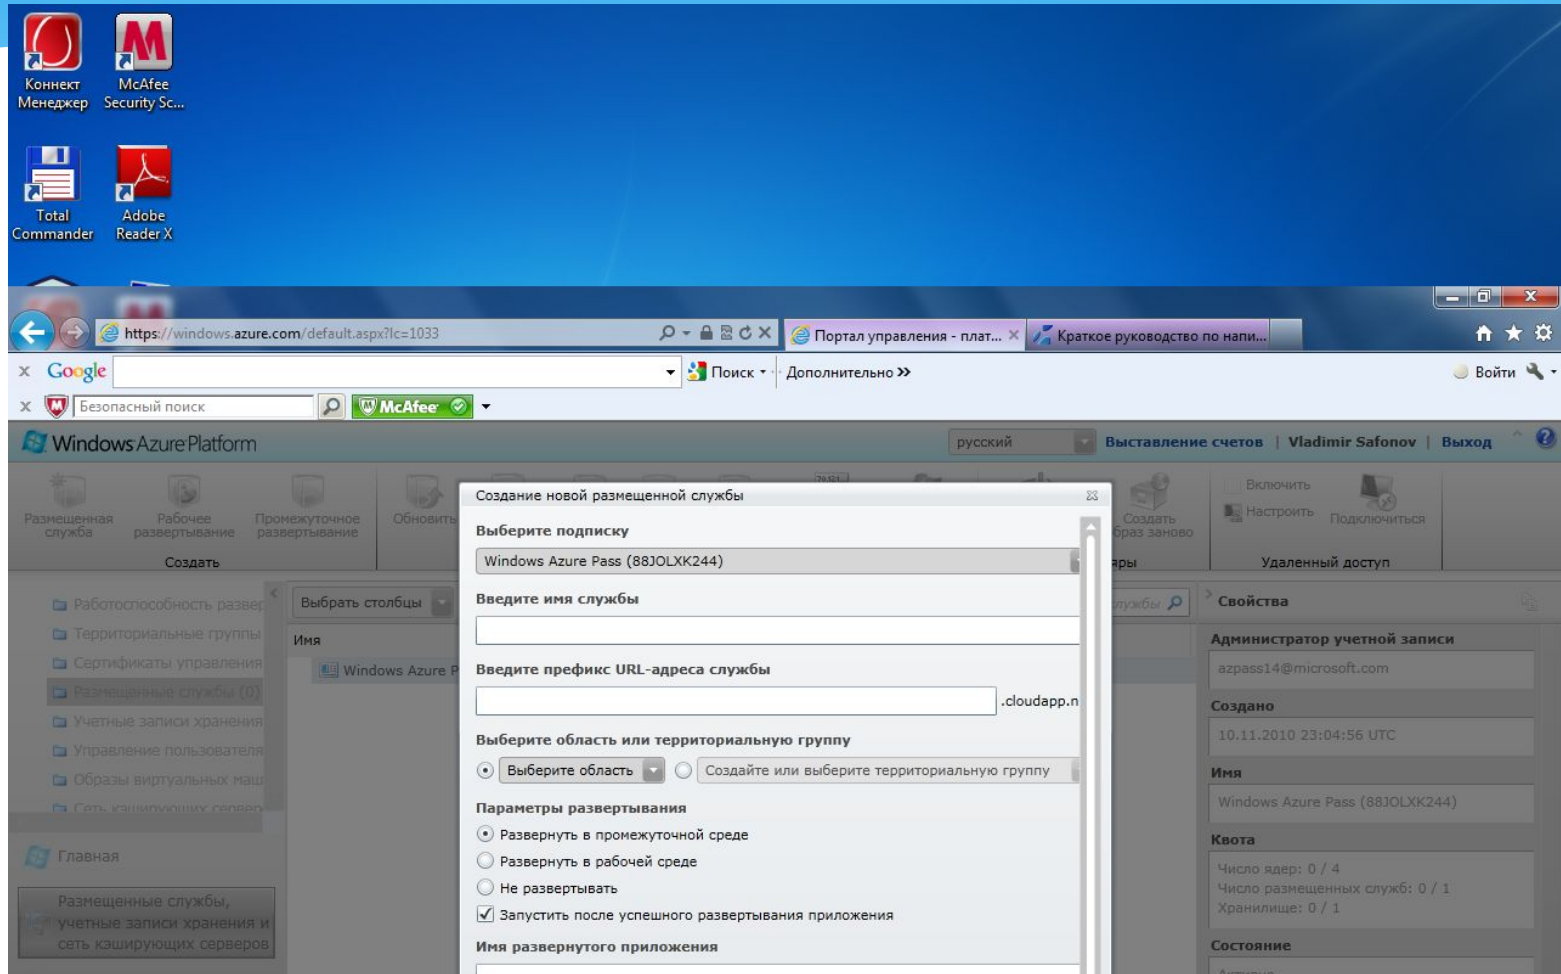 Коннект
Менеджер
McAfee
Security Sc...
Total
Commander
Adobe
Reader X
https://windows.azure.com/default.aspx?lc=1033
Портал управления - плат...
Краткое руководство по напи...
x Google
Поиск
Дополнительно »
Войти
x Безопасный поиск
McAfee
Windows Azure Platform
русский
Выставление счетов | Vladimir Safonov | Выход
Размещенная
служба
Рабочее
развертывание
Промежуточное
развертывание
Создать
Обновить
Создать
образ заново
Включить
Настроить
Подключиться
Удаленный доступ
Работоспособность развер
Территориальные группы
Сертификаты управления
Размещенные службы (0)
Учетные записи хранения
Управление пользователя
Образы виртуальных маш
Сеть кэширующих серверо
Главная
Размещенные службы,
учетные записи хранения и
сеть кэширующих серверов
Выбрать столбцы
Имя
Windows Azure P
Создание новой размещенной службы
Выберите подписку
Windows Azure Pass (88JOLXK244)
Введите имя службы
Введите префикс URL-адреса службы
.cloudapp.n
Выберите область или территориальную группу
Выберите область
Создайте или выберите территориальную группу
Параметры развертывания
Развернуть в промежуточной среде
Развернуть в рабочей среде
Не развертывать
Запустить после успешного развертывания приложения
Имя развернутого приложения
службы
Свойства
Администратор учетной записи
azpass14@microsoft.com
Создано
10.11.2010 23:04:56 UTC
Имя
Windows Azure Pass (88JOLXK244)
Квота
Число ядер: 0 / 4
Число размещенных служб: 0 / 1
Хранилище: 0 / 1
Состояние